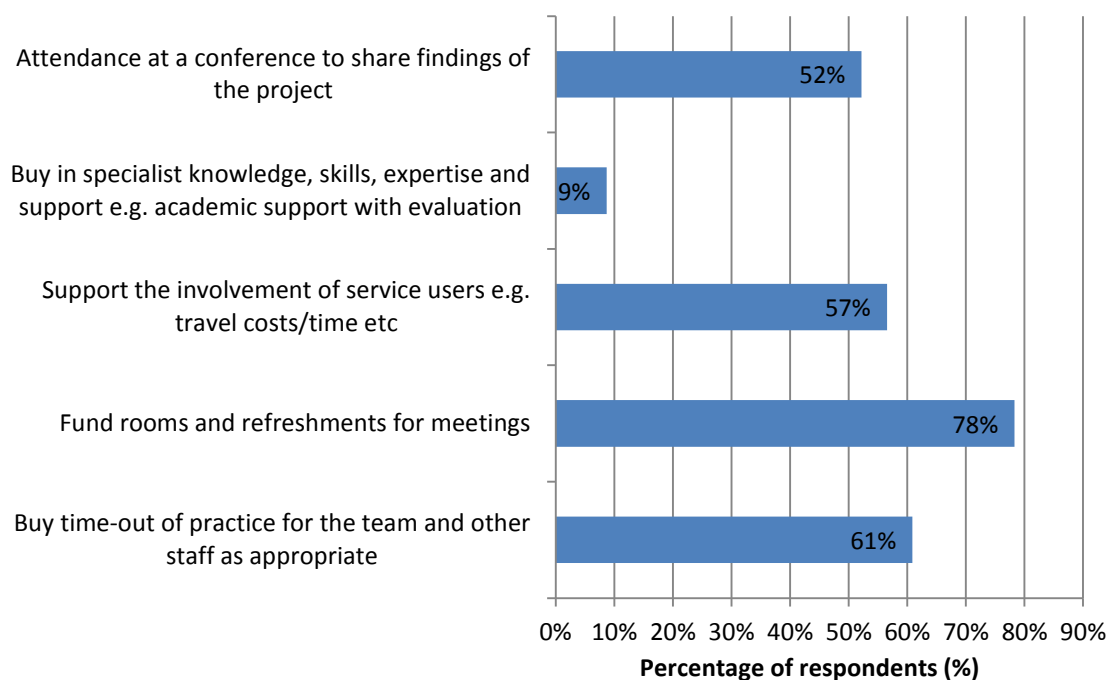 Attendance at a conference to share findings of
the project
52%
Buy in specialist knowledge, skills, expertise and
support e.g. academic support with evaluation
9%
Support the involvement of service users e.g.
travel costs/time etc
57%
Fund rooms and refreshments for meetings
78%
Buy time-out of practice for the team and other
staff as appropriate
61%
0% 10% 20% 30% 40% 50% 60% 70% 80% 90%
Percentage of respondents (%)